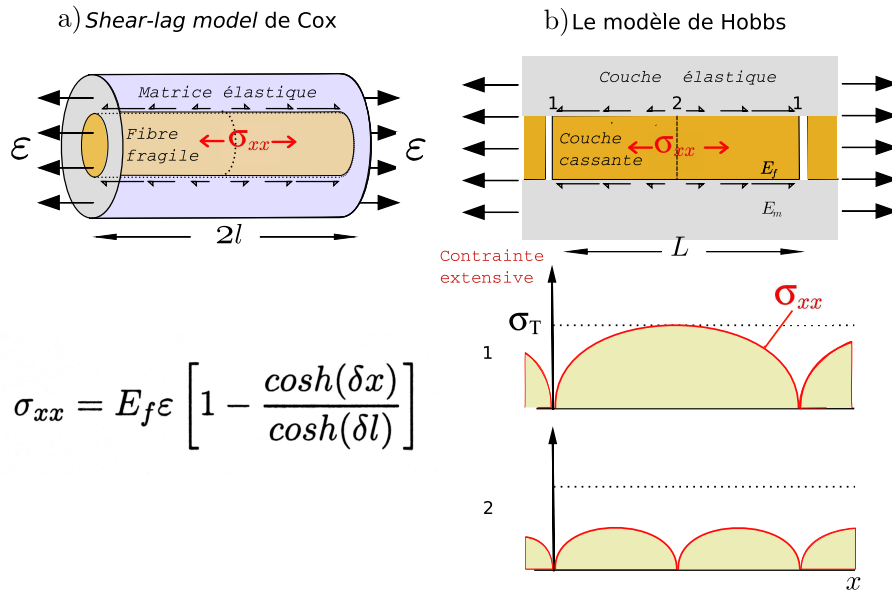 a) Shear-lag model de Cox
Matrice élastique
Fibre
fragile
σxx
ε
ε
2l
σxx = Efε [1 − cosh(δx) / cosh(δl)]
b) Le modèle de Hobbs
Couche élastique
1 2 1
Couche
cassante
σxx
Ef
Em
L
Contrainte
extensive
σT
σxx
1
2
x